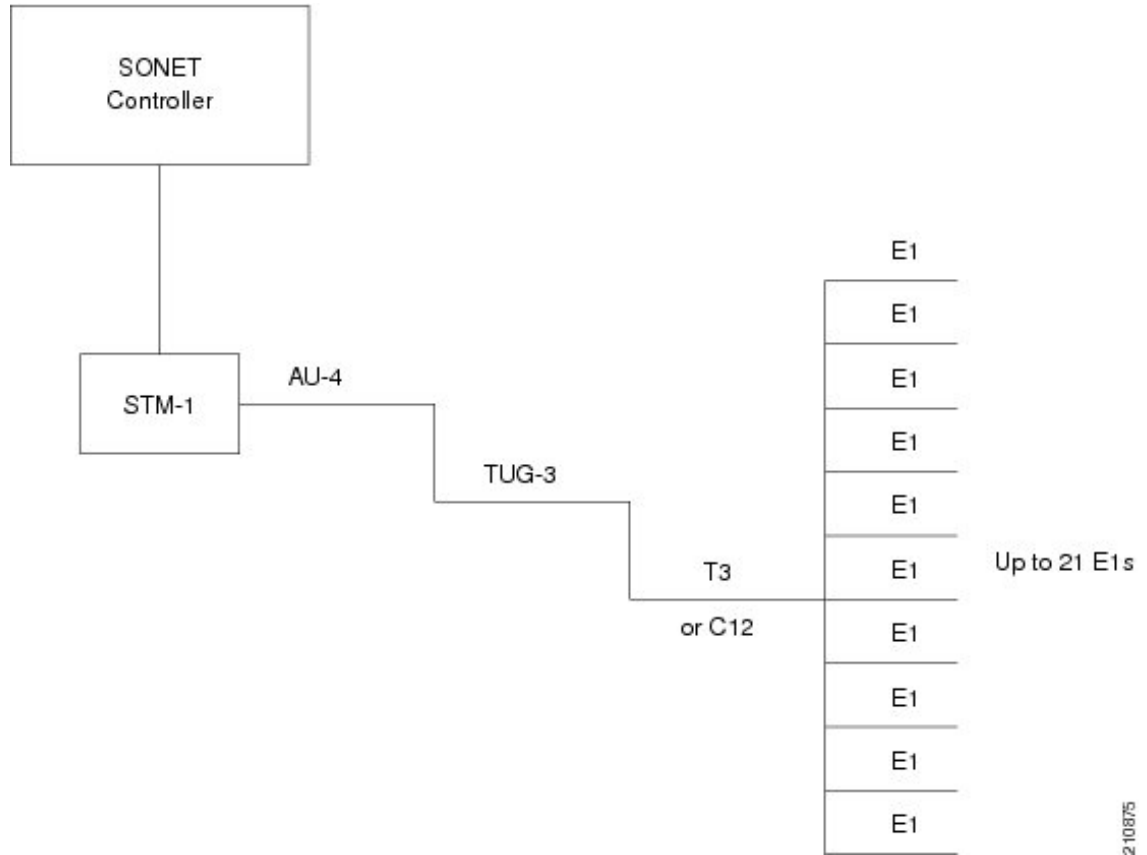 SONET
Controller
STM-1
AU-4
TUG-3
T3
or C12
E1
E1
E1
E1
E1
E1
E1
E1
E1
E1
Up to 21 E1s
210875